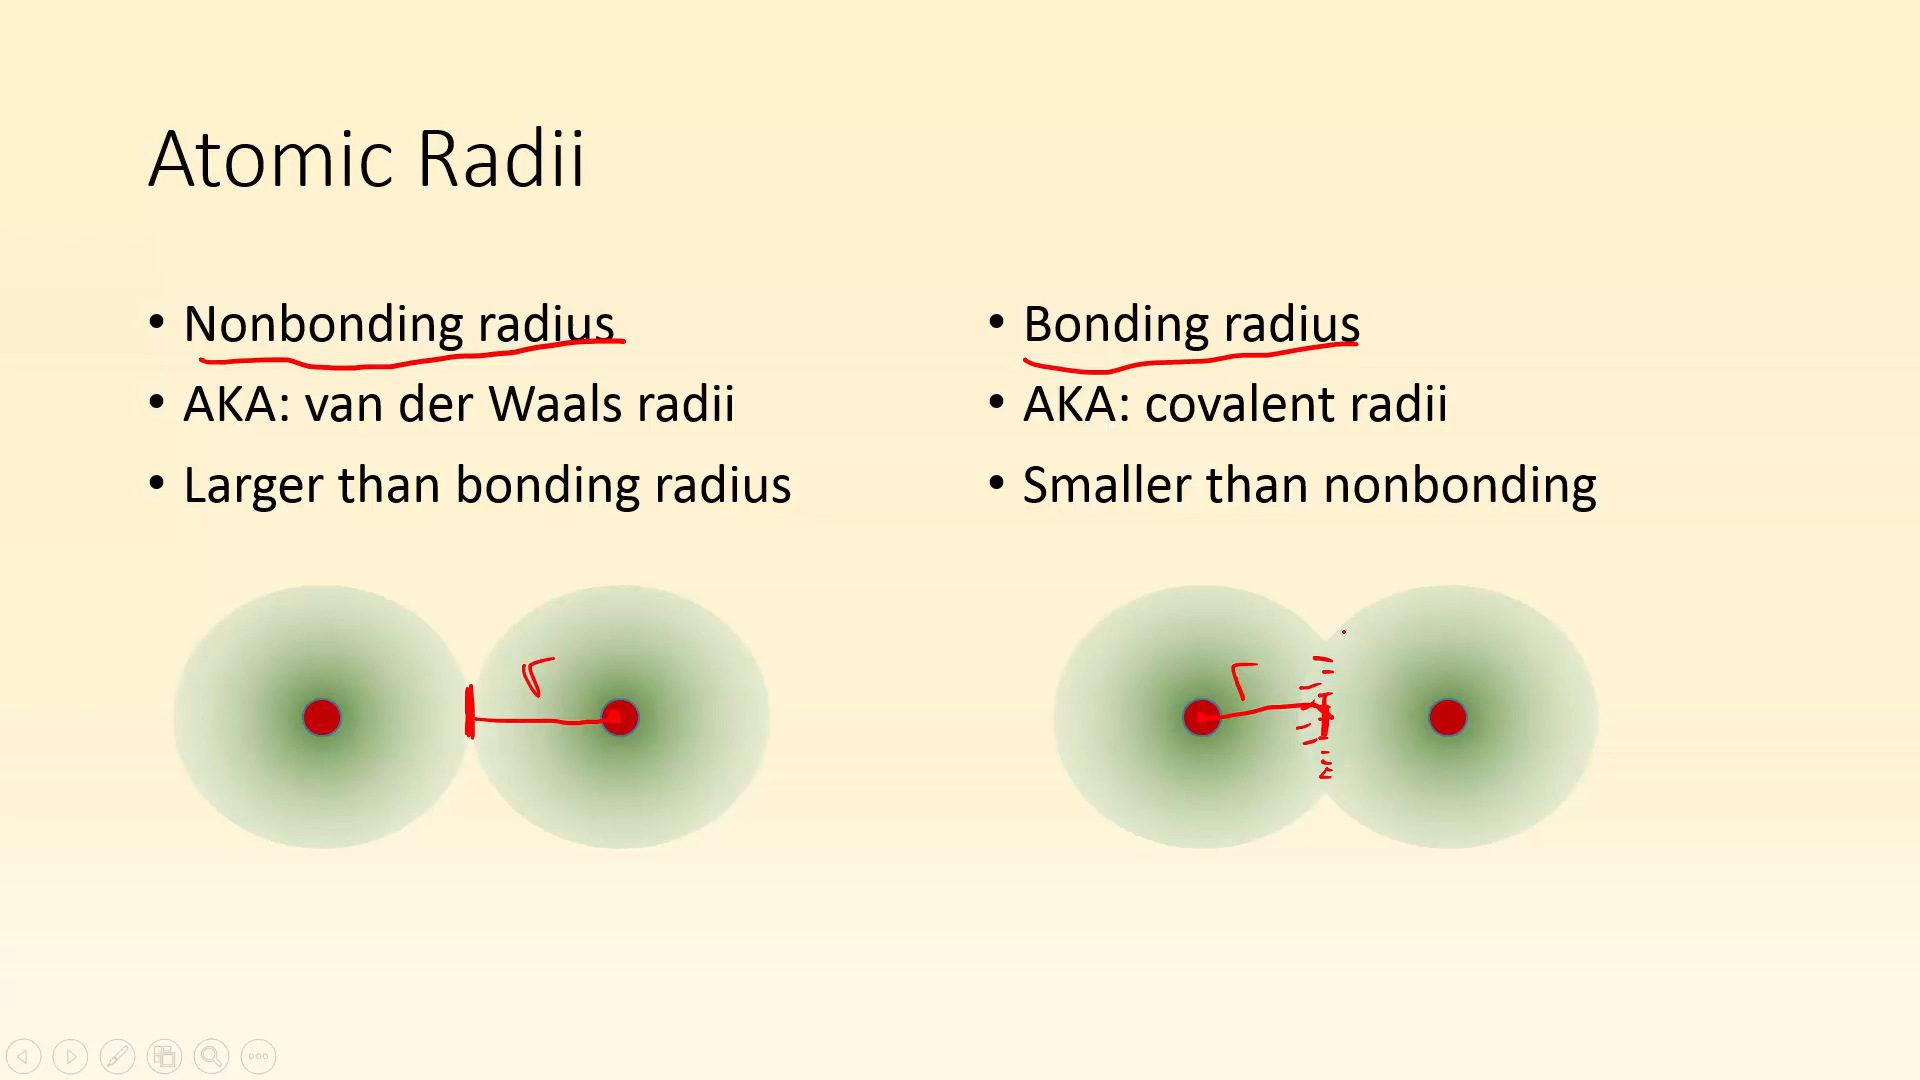 Atomic Radii
• Nonbonding radius
• AKA: van der Waals radii
• Larger than bonding radius
• Bonding radius
• AKA: covalent radii
• Smaller than nonbonding
r
r